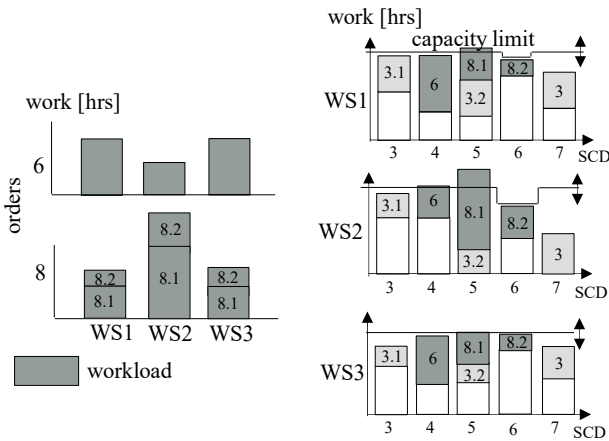 work [hrs]
capacity limit
3.1
6
8.1
3.2
8.2
3
WS1
3 4 5 6 7 SCD
work [hrs]
6
orders
8
8.2
8.1
8.2
8.1
8.2
8.1
WS1 WS2 WS3
workload
WS2
3.1
6
8.1
3.2
8.2
3
3 4 5 6 7 SCD
WS3
3.1
6
8.1
3.2
8.2
3
3 4 5 6 7 SCD